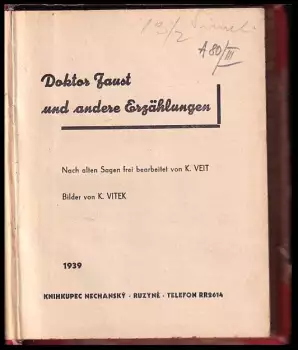 A80/III
Doktor Faust
und andere Erzählungen
Nach alten Sagen frei bearbeitet von K. VEIT
Bilder von K. VITEK
1939
KNIHKUPEC NECHANSKÝ · RUZYNĚ · TELEFON RR2614